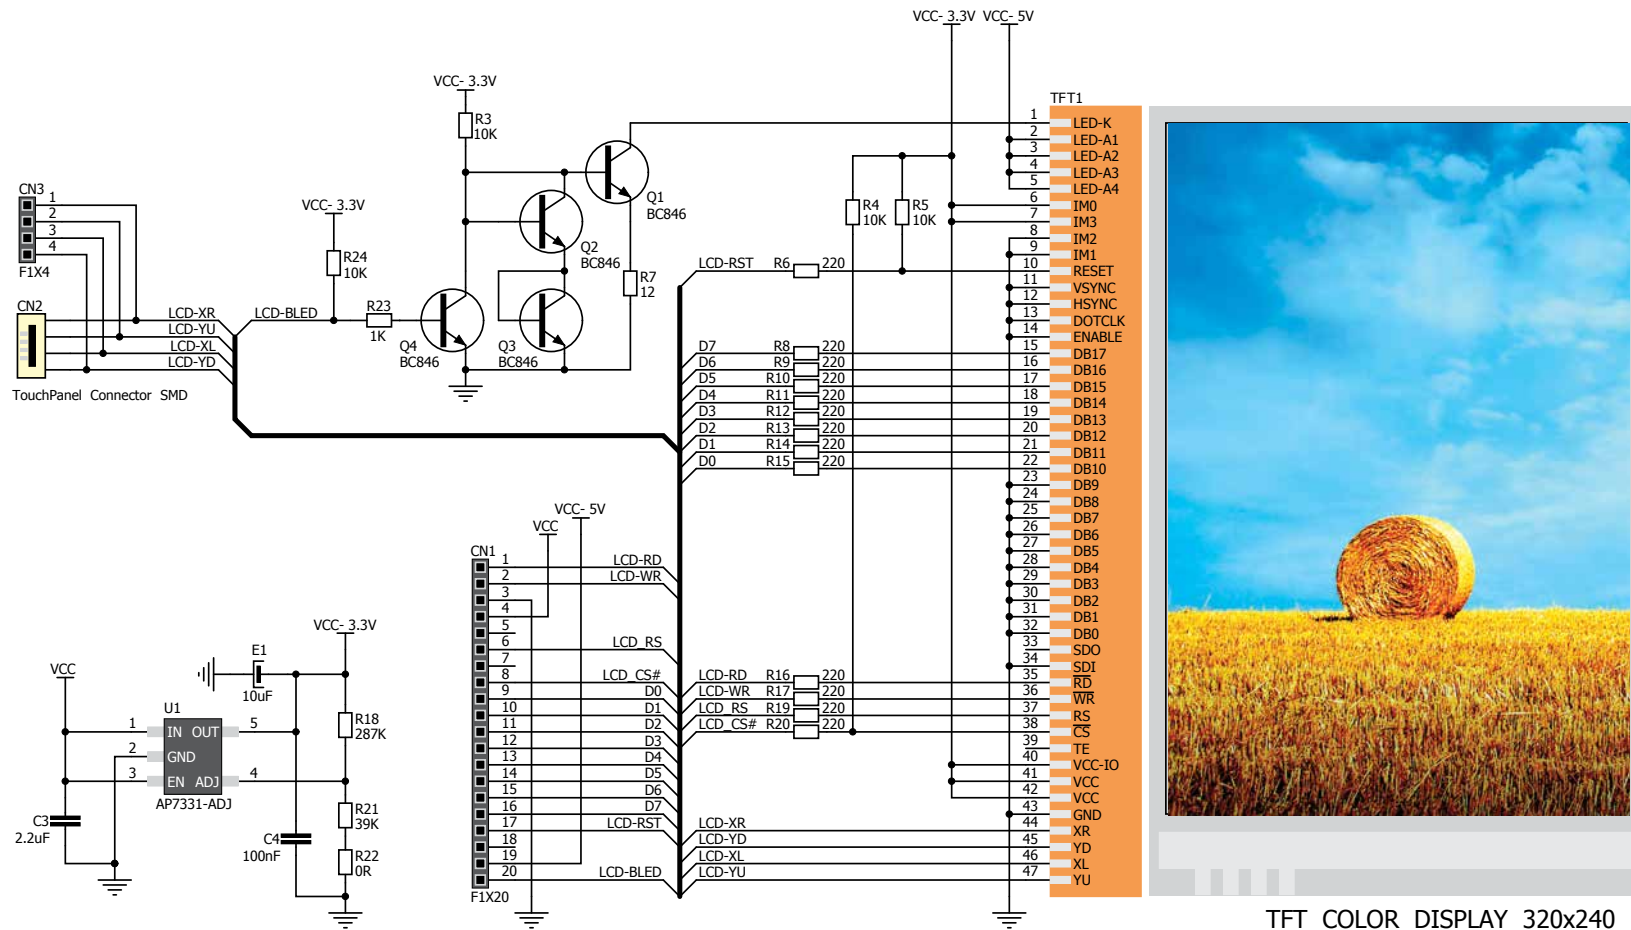 VCC- 3.3V VCC- 5V
TFT1
1 LED-K
2 LED-A1
3 LED-A2
4 LED-A3
5 LED-A4
6 IM0
7 IM3
8 IM2
9 IM1
10 RESET
11 VSYNC
12 HSYNC
13 DOTCLK
14 ENABLE
15 DB17
16 DB16
17 DB15
18 DB14
19 DB13
20 DB12
21 DB11
22 DB10
23 DB9
24 DB8
25 DB7
26 DB6
27 DB5
28 DB4
29 DB3
30 DB2
31 DB1
32 DB0
33 SDO
34 SDI
35 RD
36 WR
37 RS
38 CS
39 TE
40 VCC-IO
41 VCC
42 VCC
43 GND
44 XR
45 YD
46 XL
47 YU
VCC- 3.3V
R3
10K
Q1
BC846
Q2
BC846
R7
12
Q3
BC846
Q4
BC846
VCC- 3.3V
R24
10K
R23
1K
LCD-BLED
CN3
1
2
3
4
F1X4
CN2
LCD-XR
LCD-YU
LCD-XL
LCD-YD
TouchPanel Connector SMD
R4
10K
R5
10K
LCD-RST R6 220
D7 R8 220
D6 R9 220
D5 R10 220
D4 R11 220
D3 R12 220
D2 R13 220
D1 R14 220
D0 R15 220
VCC- 5V
VCC
CN1
1 LCD-RD
2 LCD-WR
3
4
5
6 LCD_RS
7
8 LCD_CS#
9 D0
10 D1
11 D2
12 D3
13 D4
14 D5
15 D6
16 D7
17 LCD-RST
18
19
20 LCD-BLED
F1X20
LCD-RD R16 220
LCD-WR R17 220
LCD_RS R19 220
LCD_CS# R20 220
LCD-XR
LCD-YD
LCD-XL
LCD-YU
VCC- 3.3V
VCC
E1
10uF
U1
1 IN OUT 5
2 GND
3 EN ADJ 4
AP7331-ADJ
R18
287K
R21
39K
R22
0R
C3
2.2uF
C4
100nF
TFT COLOR DISPLAY 320x240